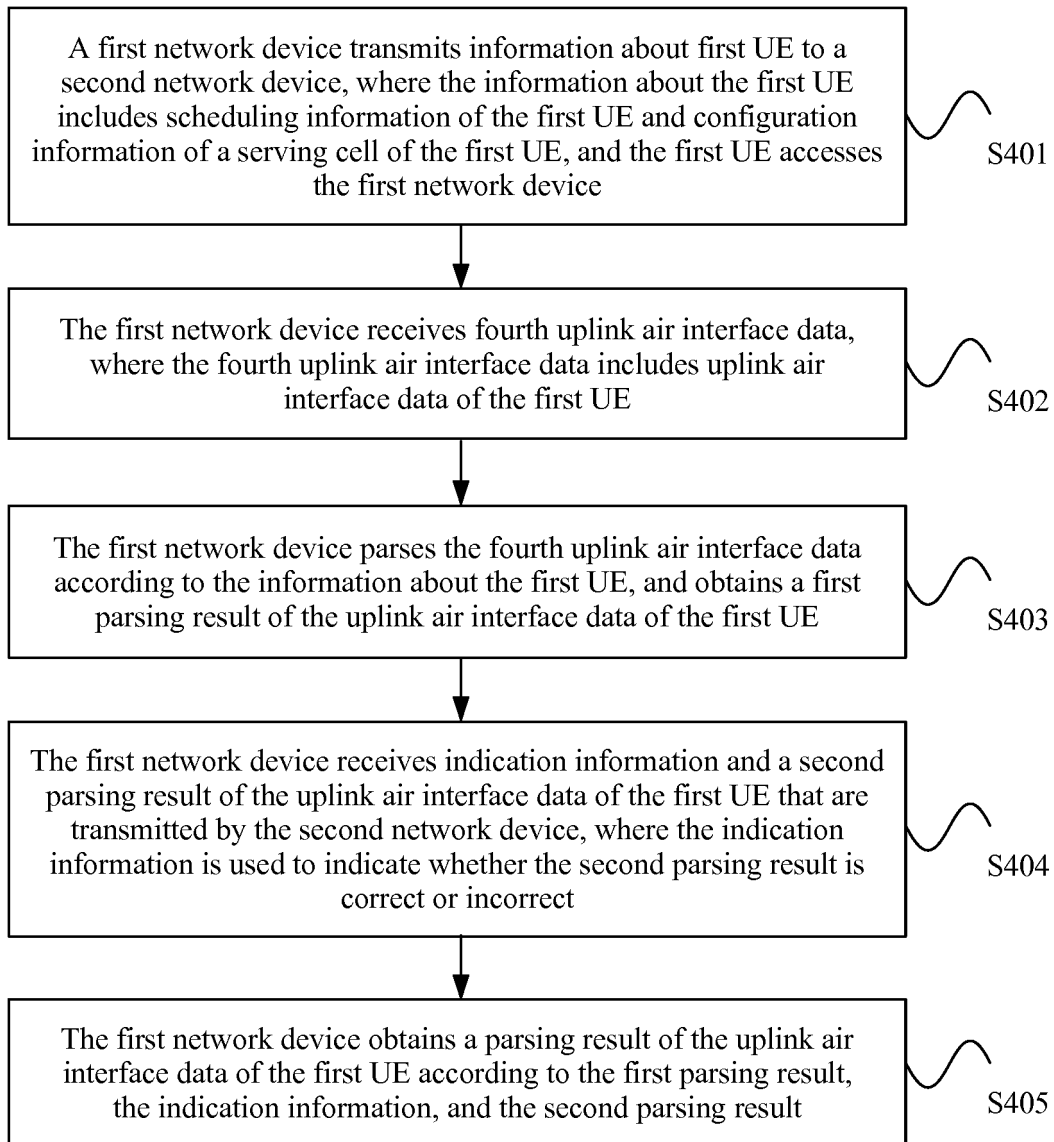 A first network device transmits information about first UE to a
second network device, where the information about the first UE
includes scheduling information of the first UE and configuration
information of a serving cell of the first UE, and the first UE accesses
the first network device
S401
The first network device receives fourth uplink air interface data,
where the fourth uplink air interface data includes uplink air
interface data of the first UE
S402
The first network device parses the fourth uplink air interface data
according to the information about the first UE, and obtains a first
parsing result of the uplink air interface data of the first UE
S403
The first network device receives indication information and a second
parsing result of the uplink air interface data of the first UE that are
transmitted by the second network device, where the indication
information is used to indicate whether the second parsing result is
correct or incorrect
S404
The first network device obtains a parsing result of the uplink air
interface data of the first UE according to the first parsing result,
the indication information, and the second parsing result
S405